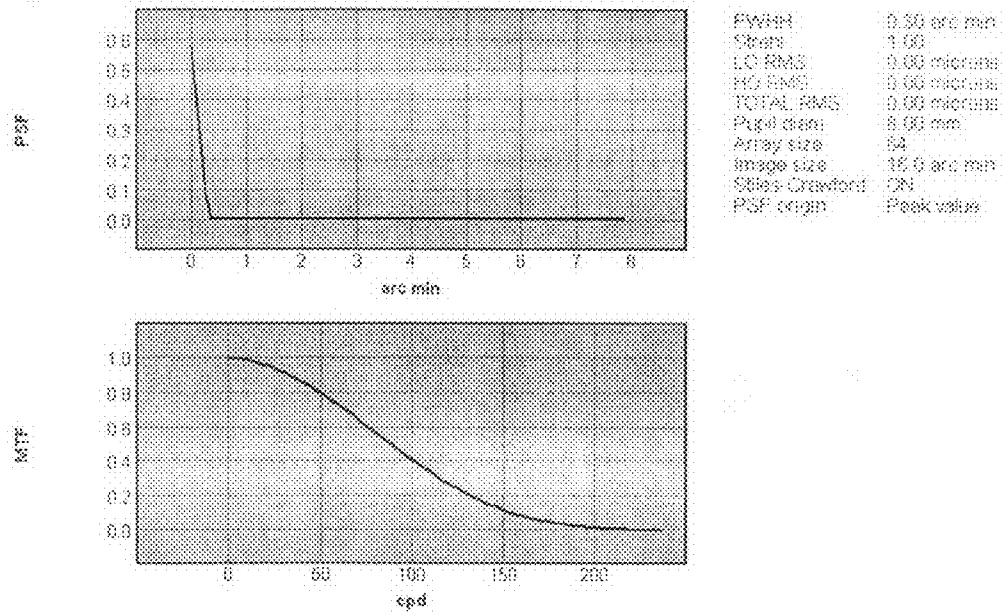 PSF
0.6
0.5
0.4
0.3
0.2
0.1
0.0
0 1 2 3 4 5 6 7 8
arc min
FWHH 0.30 arc min
Strehl 1.00
LO RMS 0.00 microns
HO RMS 0.00 microns
TOTAL RMS 0.00 microns
Pupil diam 8.00 mm
Array size 64
Image size 16.0 arc min
Stiles-Crawford ON
PSF origin Peak value
MTF
1.0
0.8
0.6
0.4
0.2
0.0
0 50 100 150 200
cpd